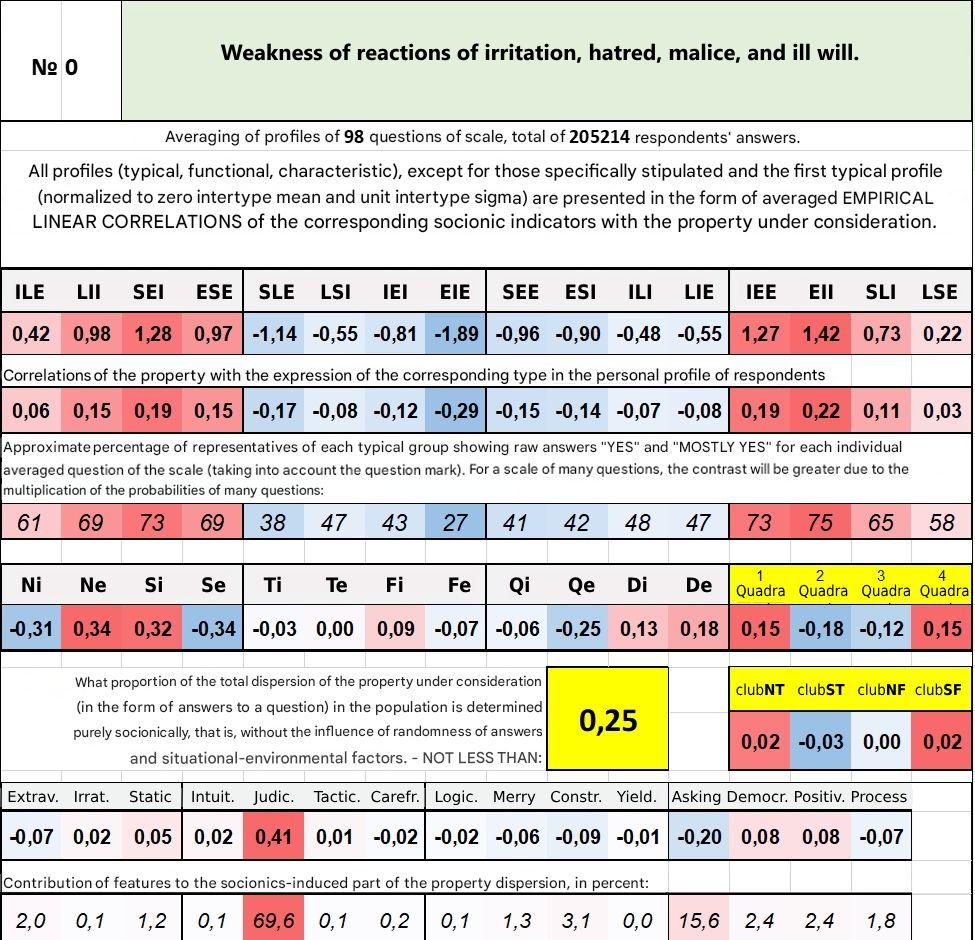 № 0
Weakness of reactions of irritation, hatred, malice, and ill will.
Averaging of profiles of 98 questions of scale, total of 205214 respondents' answers.
All profiles (typical, functional, characteristic), except for those specifically stipulated and the first typical profile
(normalized to zero intertype mean and unit intertype sigma) are presented in the form of averaged EMPIRICAL
LINEAR CORRELATIONS of the corresponding socionic indicators with the property under consideration.
ILE LII SEI ESE SLE LSI IEI EIE SEE ESI ILI LIE IEE EII SLI LSE
0,42 0,98 1,28 0,97 -1,14 -0,55 -0,81 -1,89 -0,96 -0,90 -0,48 -0,55 1,27 1,42 0,73 0,22
Correlations of the property with the expression of the corresponding type in the personal profile of respondents
0,06 0,15 0,19 0,15 -0,17 -0,08 -0,12 -0,29 -0,15 -0,14 -0,07 -0,08 0,19 0,22 0,11 0,03
Approximate percentage of representatives of each typical group showing raw answers "YES" and "MOSTLY YES" for each individual
averaged question of the scale (taking into account the question mark). For a scale of many questions, the contrast will be greater due to the
multiplication of the probabilities of many questions:
61 69 73 69 38 47 43 27 41 42 48 47 73 75 65 58
Ni Ne Si Se Ti Te Fi Fe Qi Qe Di De 1 Quadra 2 Quadra 3 Quadra 4 Quadra
-0,31 0,34 0,32 -0,34 -0,03 0,00 0,09 -0,07 -0,06 -0,25 0,13 0,18 0,15 -0,18 -0,12 0,15
What proportion of the total dispersion of the property under consideration
(in the form of answers to a question) in the population is determined
purely socionically, that is, without the influence of randomness of answers
and situational-environmental factors. - NOT LESS THAN:
0,25
clubNT clubST clubNF clubSF
0,02 -0,03 0,00 0,02
Extrav. Irrat. Static Intuit. Judic. Tactic. Carefr. Logic. Merry Constr. Yield. Asking Democr. Positiv. Process
-0,07 0,02 0,05 0,02 0,41 0,01 -0,02 -0,02 -0,06 -0,09 -0,01 -0,20 0,08 0,08 -0,07
Contribution of features to the socionics-induced part of the property dispersion, in percent:
2,0 0,1 1,2 0,1 69,6 0,1 0,2 0,1 1,3 3,1 0,0 15,6 2,4 2,4 1,8